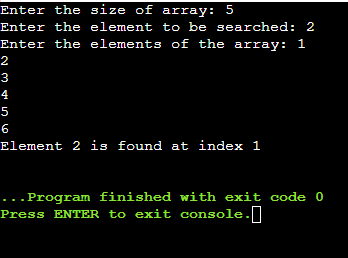 Enter the size of array: 5
Enter the element to be searched: 2
Enter the elements of the array: 1
2
3
4
5
6
Element 2 is found at index 1
...Program finished with exit code 0
Press ENTER to exit console.